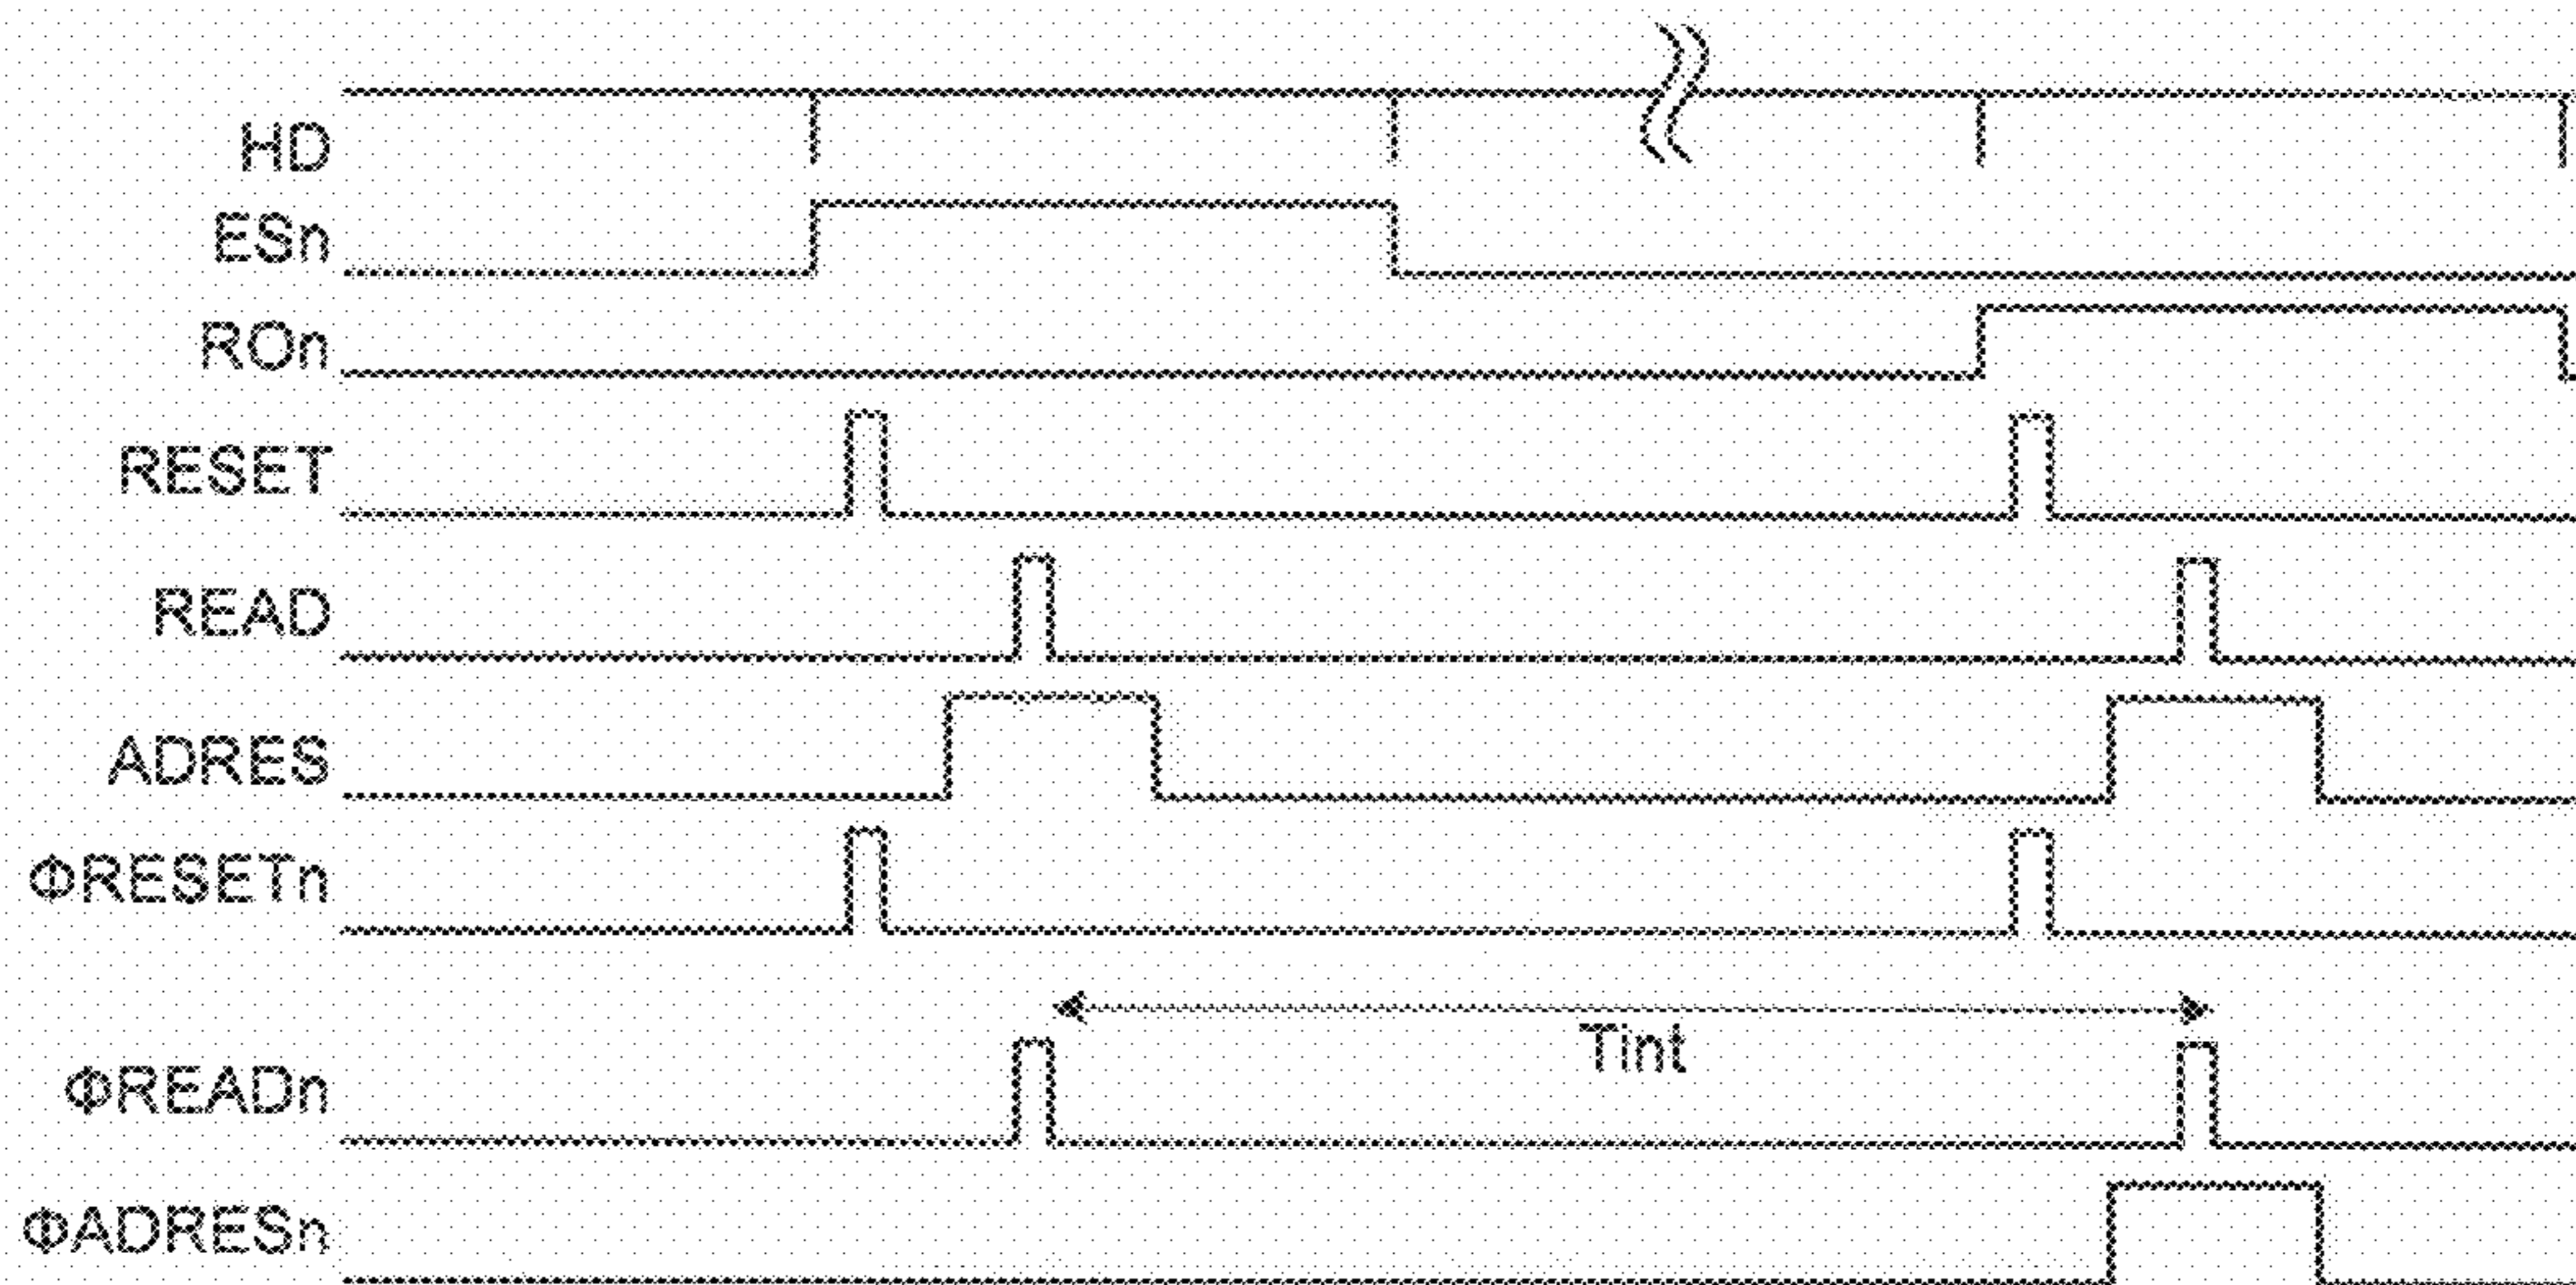 HD
ESn
ROn
RESET
READ
ADRES
ΦRESETn
Tint
ΦREADn
ΦADRESn